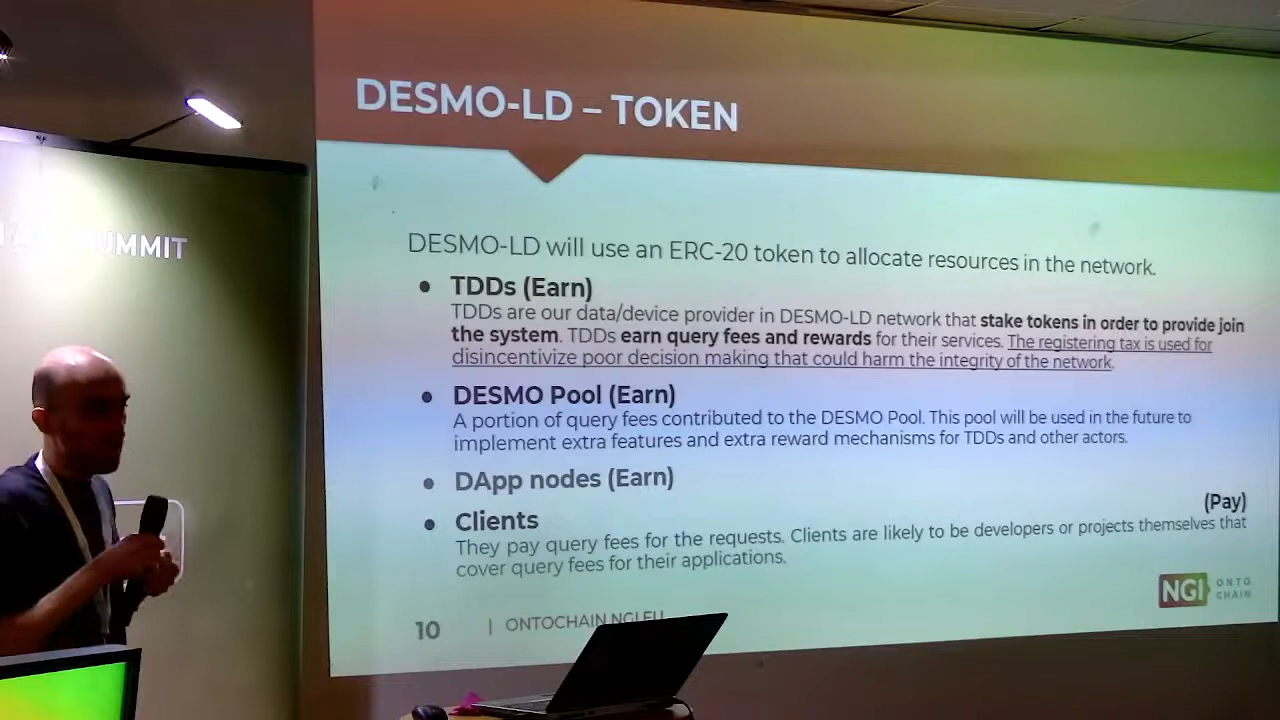 DESMO-LD – TOKEN
UMMIT
DESMO-LD will use an ERC-20 token to allocate resources in the network.
• TDDs (Earn)
TDDs are our data/device provider in DESMO-LD network that stake tokens in order to provide join
the system. TDDs earn query fees and rewards for their services. The registering tax is used for
disincentivize poor decision making that could harm the integrity of the network.
• DESMO Pool (Earn)
A portion of query fees contributed to the DESMO Pool. This pool will be used in the future to
implement extra features and extra reward mechanisms for TDDs and other actors.
• DApp nodes (Earn)
• Clients (Pay)
They pay query fees for the requests. Clients are likely to be developers or projects themselves that
cover query fees for their applications.
NGI ONTO
CHAIN
10 | ONTOCHAIN.NGI.EU